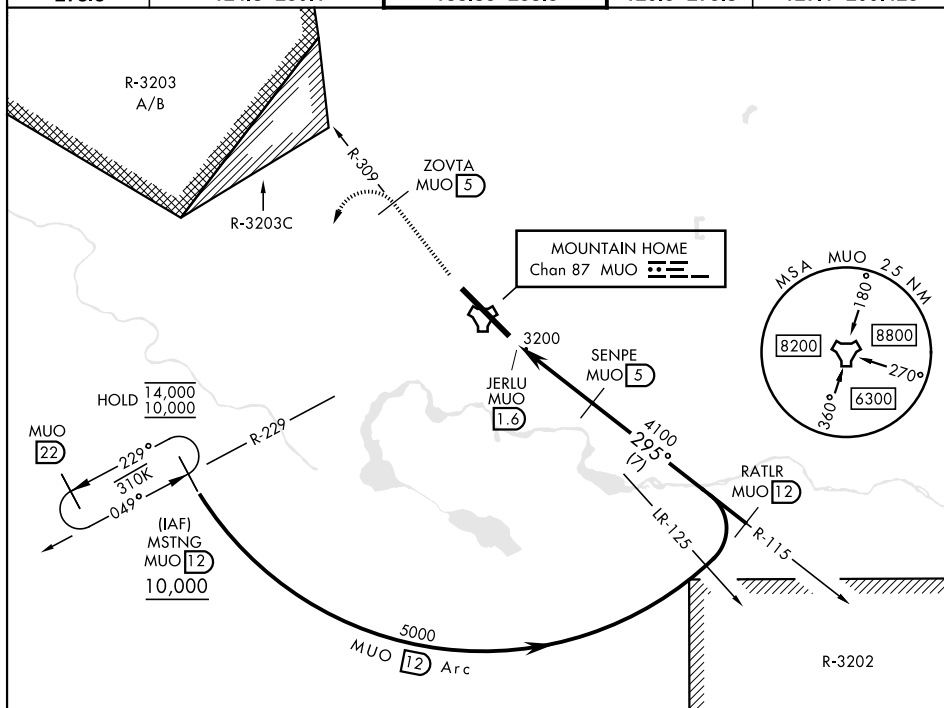 R-3203
A/B
R-3203C
R-309
ZOVTA
MUO 5
MOUNTAIN HOME
Chan 87 MUO
MSA MUO 25 NM
180°
8200
8800
270°
360°
6300
3200
JERLU
MUO
1.6
SENPE
MUO 5
4100
295°
(7)
RATLR
MUO 12
R-115
LR-125
HOLD 14,000
10,000
MUO
22
229°
310K
049°
R-229
(IAF)
MSTNG
MUO 12
10,000
5000
MUO 12 Arc
R-3202